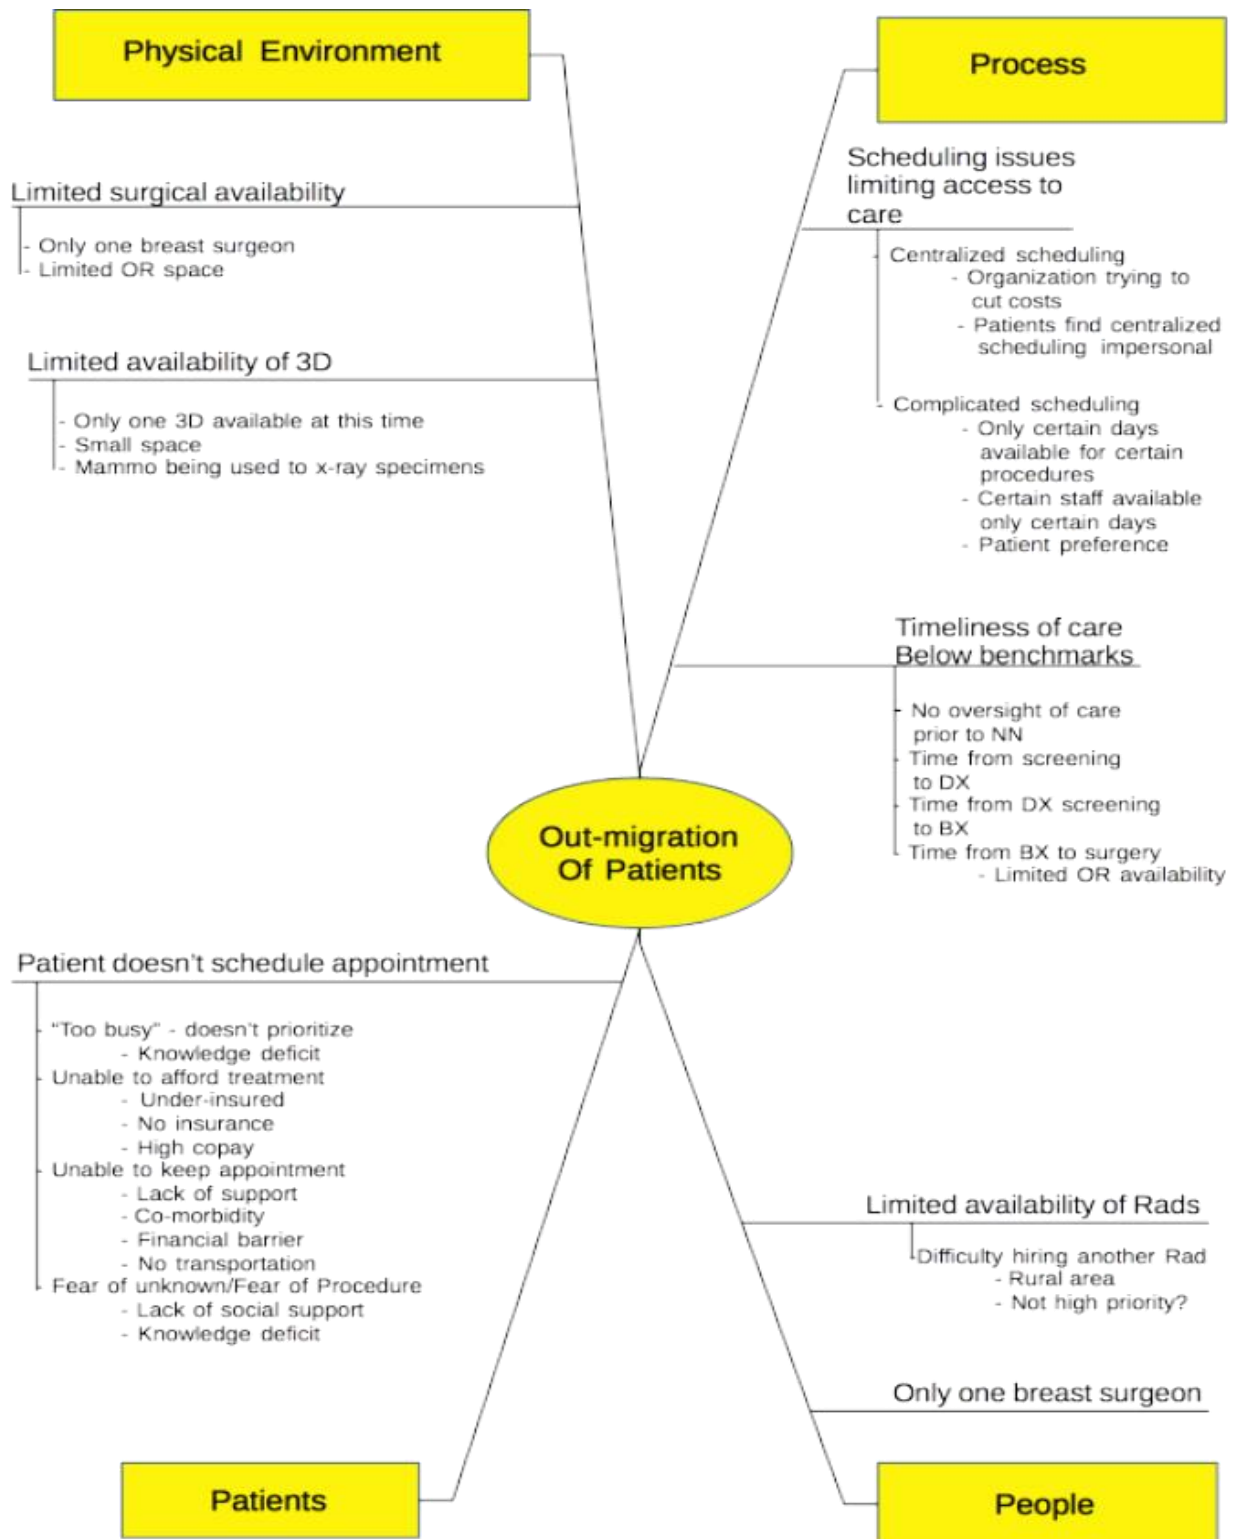 Physical Environment
Limited surgical availability
- Only one breast surgeon
- Limited OR space
Limited availability of 3D
- Only one 3D available at this time
- Small space
- Mammo being used to x-ray specimens
Process
Scheduling issues
limiting access to
care
- Centralized scheduling
- Organization trying to
cut costs
- Patients find centralized
scheduling impersonal
- Complicated scheduling
- Only certain days
available for certain
procedures
- Certain staff available
only certain days
- Patient preference
Timeliness of care
Below benchmarks
- No oversight of care
prior to NN
- Time from screening
to DX
- Time from DX screening
to BX
- Time from BX to surgery
- Limited OR availability
Out-migration
Of Patients
Patient doesn't schedule appointment
- "Too busy" - doesn't prioritize
- Knowledge deficit
- Unable to afford treatment
- Under-insured
- No insurance
- High copay
- Unable to keep appointment
- Lack of support
- Co-morbidity
- Financial barrier
- No transportation
- Fear of unknown/Fear of Procedure
- Lack of social support
- Knowledge deficit
Patients
Limited availability of Rads
- Difficulty hiring another Rad
- Rural area
- Not high priority?
Only one breast surgeon
People